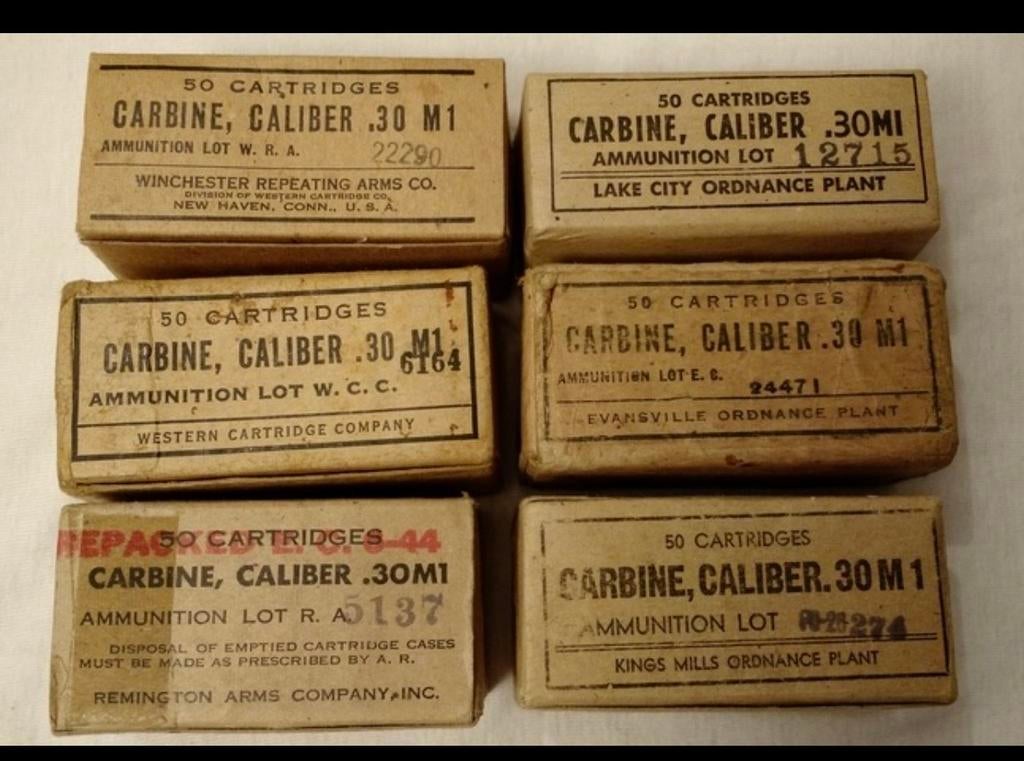 50 CARTRIDGES
CARBINE, CALIBER .30 M1
AMMUNITION LOT W. R. A. 22290
WINCHESTER REPEATING ARMS CO.
DIVISION OF WESTERN CARTRIDGE CO.
NEW HAVEN, CONN., U. S. A.
50 CARTRIDGES
CARBINE, CALIBER .30M1
AMMUNITION LOT 12715
LAKE CITY ORDNANCE PLANT
50 CARTRIDGES
CARBINE, CALIBER .30 M1
6164
AMMUNITION LOT W. C. C.
WESTERN CARTRIDGE COMPANY
50 CARTRIDGES
CARBINE, CALIBER .30 M1
AMMUNITION LOT E. C.
24471
EVANSVILLE ORDNANCE PLANT
REPACKED
50 CARTRIDGES
CARBINE, CALIBER .30M1
AMMUNITION LOT R. A. 5137
DISPOSAL OF EMPTIED CARTRIDGE CASES
MUST BE MADE AS PRESCRIBED BY A. R.
REMINGTON ARMS COMPANY, INC.
50 CARTRIDGES
CARBINE, CALIBER .30 M 1
AMMUNITION LOT
KINGS MILLS ORDNANCE PLANT